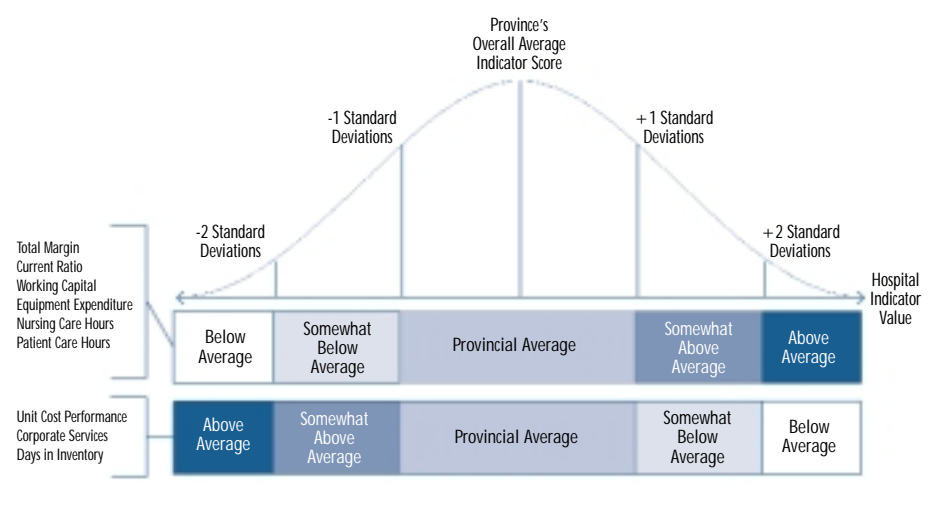 Province's
Overall Average
Indicator Score
-1 Standard
Deviations
+1 Standard
Deviations
-2 Standard
Deviations
+2 Standard
Deviations
Hospital
Indicator
Value
Total Margin
Current Ratio
Working Capital
Equipment Expenditure
Nursing Care Hours
Patient Care Hours
Below
Average
Somewhat
Below
Average
Provincial Average
Somewhat
Above
Average
Above
Average
Unit Cost Performance
Corporate Services
Days in Inventory
Above
Average
Somewhat
Above
Average
Provincial Average
Somewhat
Below
Average
Below
Average